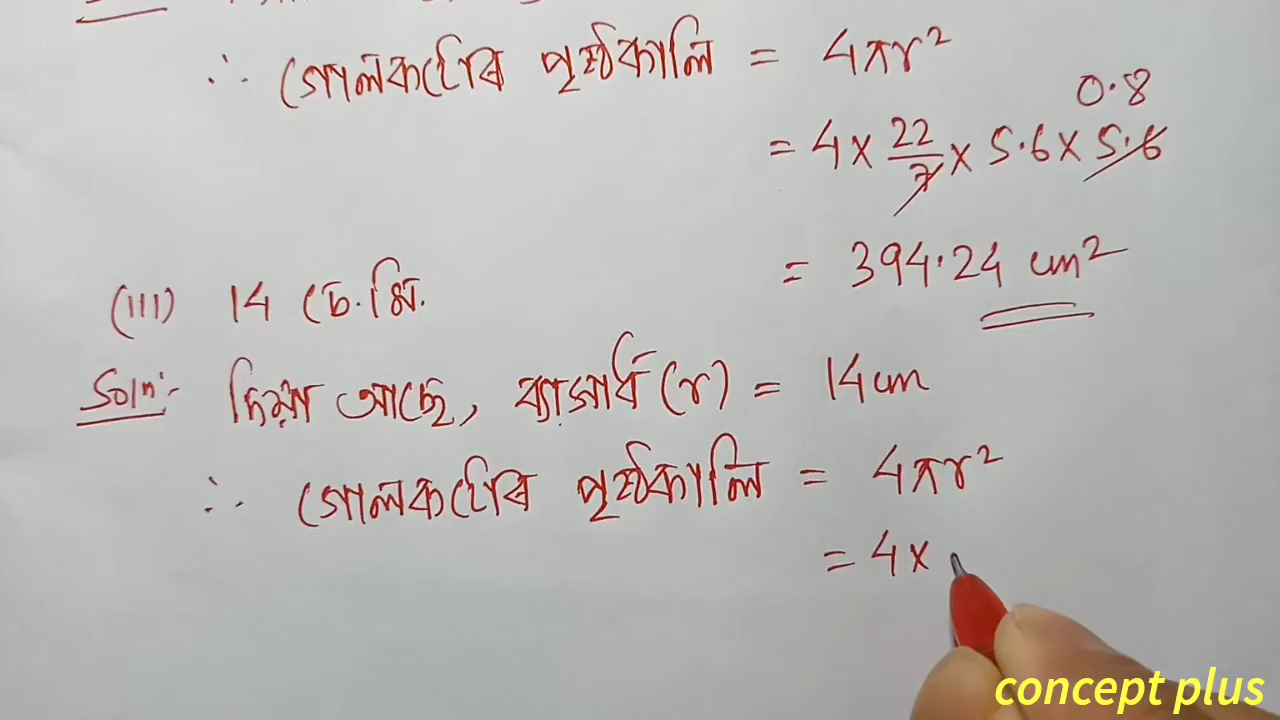 ∴ গোলকটোৰ পৃষ্ঠকালি = 4πr²
0.8
= 4 × 22/7 × 5.6 × 5.6
= 394.24 cm²
(iii) 14 চে.মি.
Soln:- দিয়া আছে, ব্যাসাৰ্ধ (r) = 14cm
∴ গোলকটোৰ পৃষ্ঠকালি = 4πr²
= 4 ×
concept plus